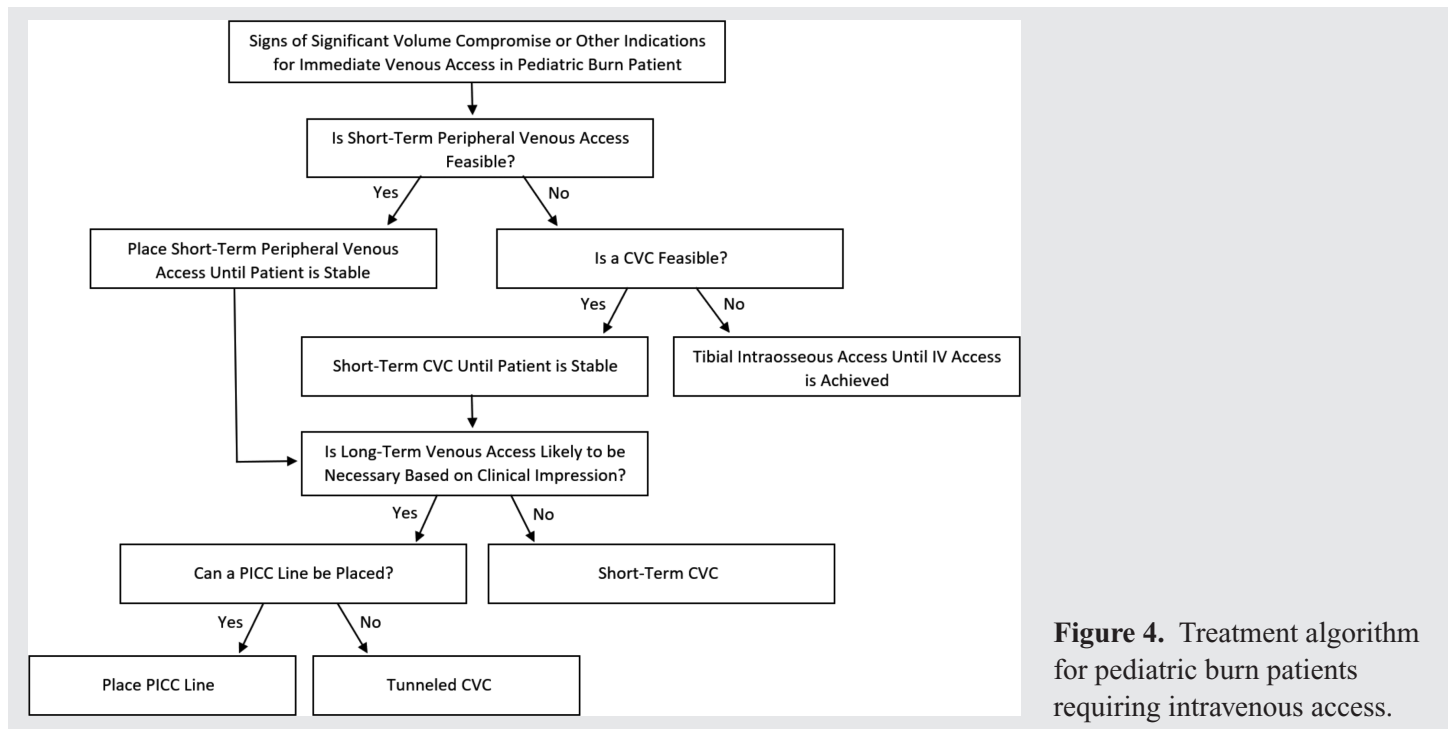 Signs of Significant Volume Compromise or Other Indications
for Immediate Venous Access in Pediatric Burn Patient
Is Short-Term Peripheral Venous Access
Feasible?
Yes
No
Place Short-Term Peripheral Venous
Access Until Patient is Stable
Is a CVC Feasible?
Yes
No
Short-Term CVC Until Patient is Stable
Tibial Intraosseous Access Until IV Access
is Achieved
Is Long-Term Venous Access Likely to be
Necessary Based on Clinical Impression?
Yes
No
Can a PICC Line be Placed?
Short-Term CVC
Yes
No
Place PICC Line
Tunneled CVC
Figure 4. Treatment algorithm
for pediatric burn patients
requiring intravenous access.